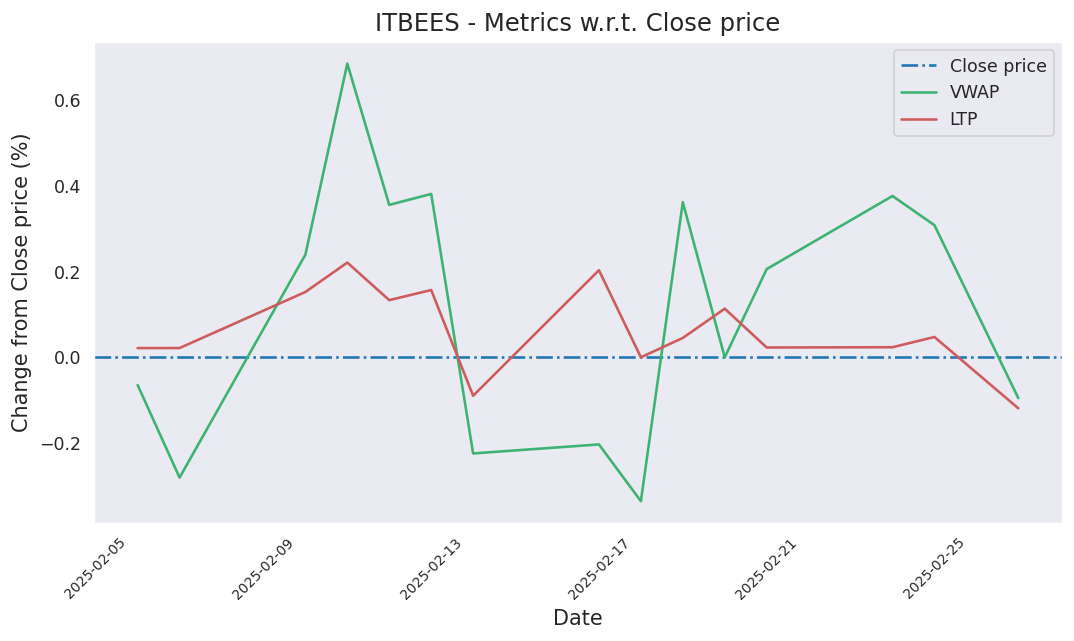 ITBEES - Metrics w.r.t. Close price
Close price
VWAP
LTP
Change from Close price (%)
0.6
0.4
0.2
0.0
−0.2
2025-02-05
2025-02-09
2025-02-13
2025-02-17
2025-02-21
2025-02-25
Date